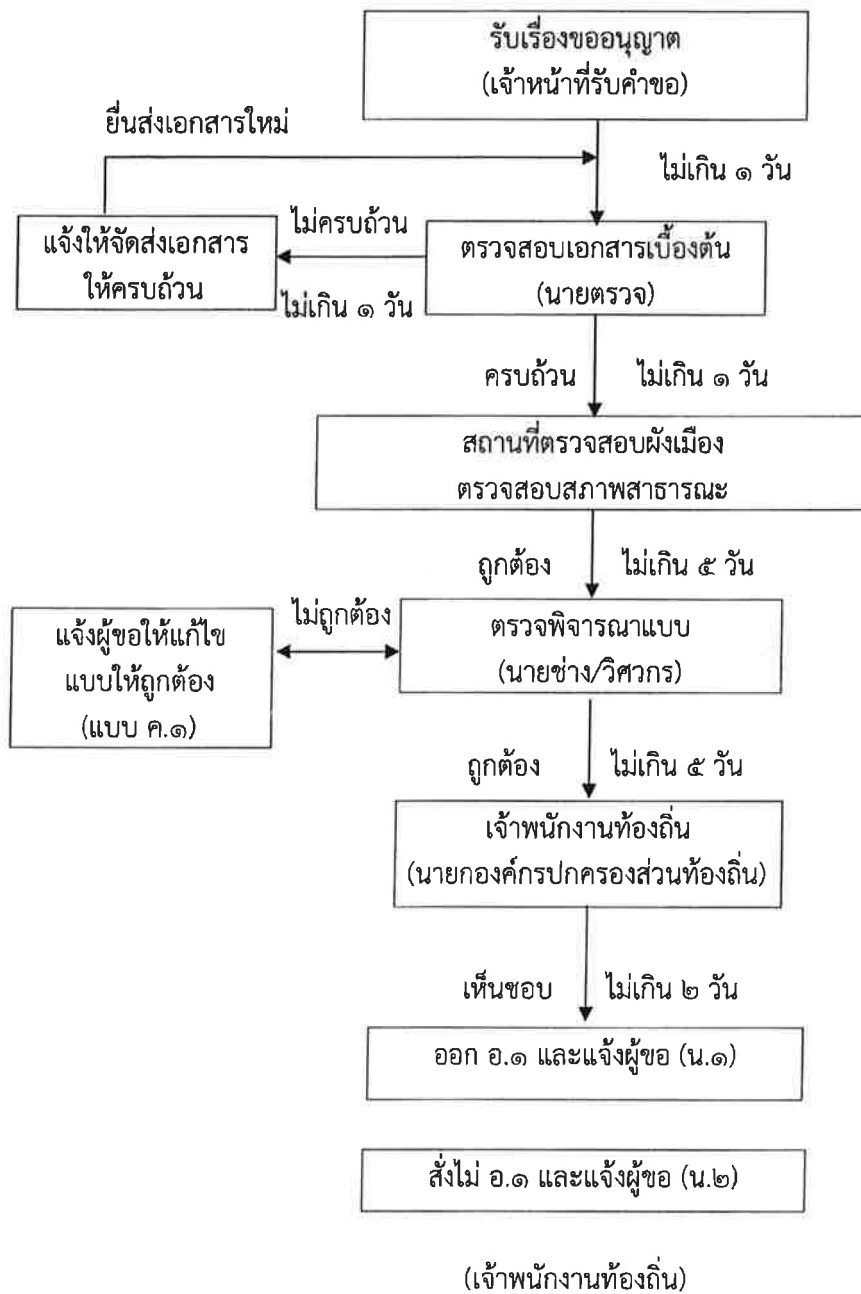 รับเรื่องขออนุญาต
(เจ้าหน้าที่รับคำขอ)
ยื่นส่งเอกสารใหม่
ไม่เกิน ๑ วัน
ไม่ครบถ้วน
แจ้งให้จัดส่งเอกสาร
ให้ครบถ้วน
ตรวจสอบเอกสารเบื้องต้น
(นายตรวจ)
ไม่เกิน ๑ วัน
ครบถ้วน ไม่เกิน ๑ วัน
สถานที่ตรวจสอบผังเมือง
ตรวจสอบสภาพสาธารณะ
ถูกต้อง ไม่เกิน ๕ วัน
ไม่ถูกต้อง
แจ้งผู้ขอให้แก้ไข
แบบให้ถูกต้อง
(แบบ ค.๑)
ตรวจพิจารณาแบบ
(นายช่าง/วิศวกร)
ถูกต้อง ไม่เกิน ๕ วัน
เจ้าพนักงานท้องถิ่น
(นายกองค์กรปกครองส่วนท้องถิ่น)
เห็นชอบ ไม่เกิน ๒ วัน
ออก อ.๑ และแจ้งผู้ขอ (น.๑)
สั่งไม่ อ.๑ และแจ้งผู้ขอ (น.๒)
(เจ้าพนักงานท้องถิ่น)